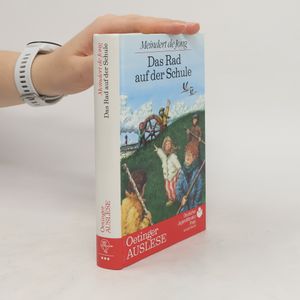 Meindert de Jong
Das Rad
auf der Schule
Oetinger
AUSLESE
Meindert de Jong
Das Rad auf der Schule
Oetinger
AUSLESE